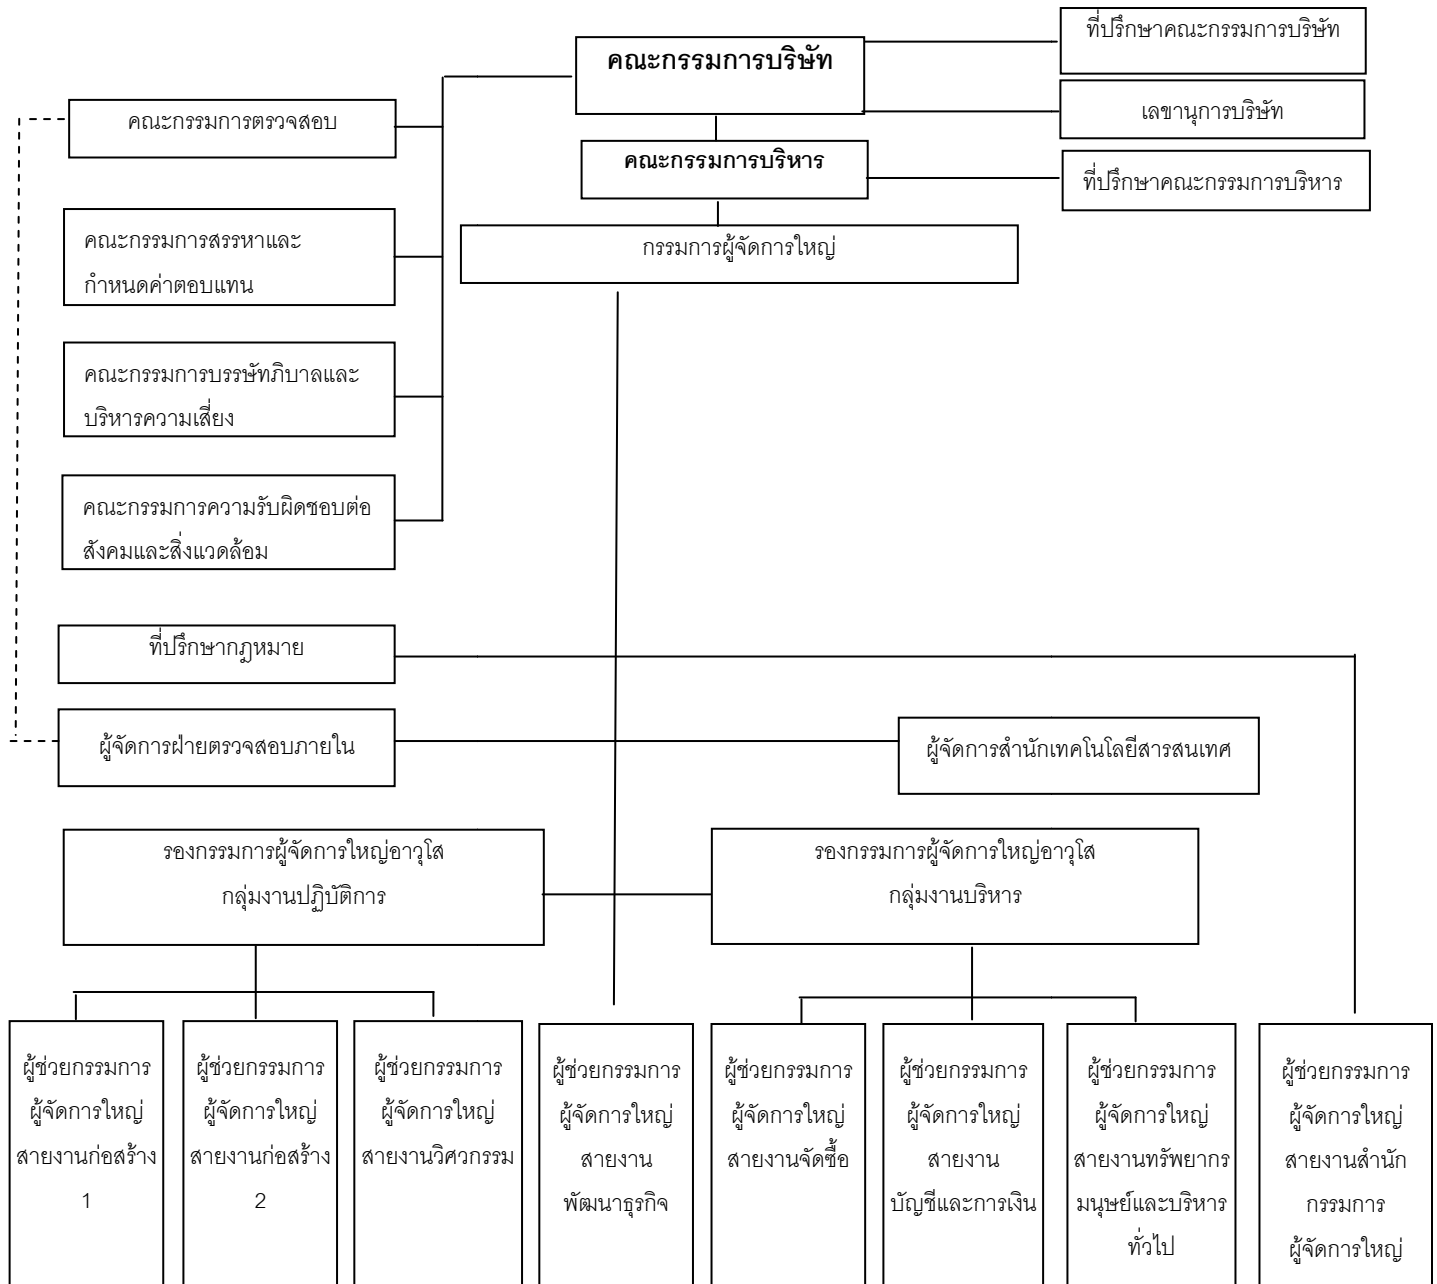 ที่ปรึกษาคณะกรรมการบริษัท
คณะกรรมการบริษัท
เลขานุการบริษัท
คณะกรรมการตรวจสอบ
คณะกรรมการบริหาร
ที่ปรึกษาคณะกรรมการบริหาร
กรรมการผู้จัดการใหญ่
คณะกรรมการสรรหาและ
กำหนดค่าตอบแทน
คณะกรรมการบรรษัทภิบาลและ
บริหารความเสี่ยง
คณะกรรมการความรับผิดชอบต่อ
สังคมและสิ่งแวดล้อม
ที่ปรึกษากฎหมาย
ผู้จัดการฝ่ายตรวจสอบภายใน
ผู้จัดการสำนักเทคโนโลยีสารสนเทศ
รองกรรมการผู้จัดการใหญ่อาวุโส
กลุ่มงานปฏิบัติการ
รองกรรมการผู้จัดการใหญ่อาวุโส
กลุ่มงานบริหาร
ผู้ช่วยกรรมการ
ผู้จัดการใหญ่
สายงานก่อสร้าง
1
ผู้ช่วยกรรมการ
ผู้จัดการใหญ่
สายงานก่อสร้าง
2
ผู้ช่วยกรรมการ
ผู้จัดการใหญ่
สายงานวิศวกรรม
ผู้ช่วยกรรมการ
ผู้จัดการใหญ่
สายงาน
พัฒนาธุรกิจ
ผู้ช่วยกรรมการ
ผู้จัดการใหญ่
สายงานจัดซื้อ
ผู้ช่วยกรรมการ
ผู้จัดการใหญ่
สายงาน
บัญชีและการเงิน
ผู้ช่วยกรรมการ
ผู้จัดการใหญ่
สายงานทรัพยากร
มนุษย์และบริหาร
ทั่วไป
ผู้ช่วยกรรมการ
ผู้จัดการใหญ่
สายงานสำนัก
กรรมการ
ผู้จัดการใหญ่